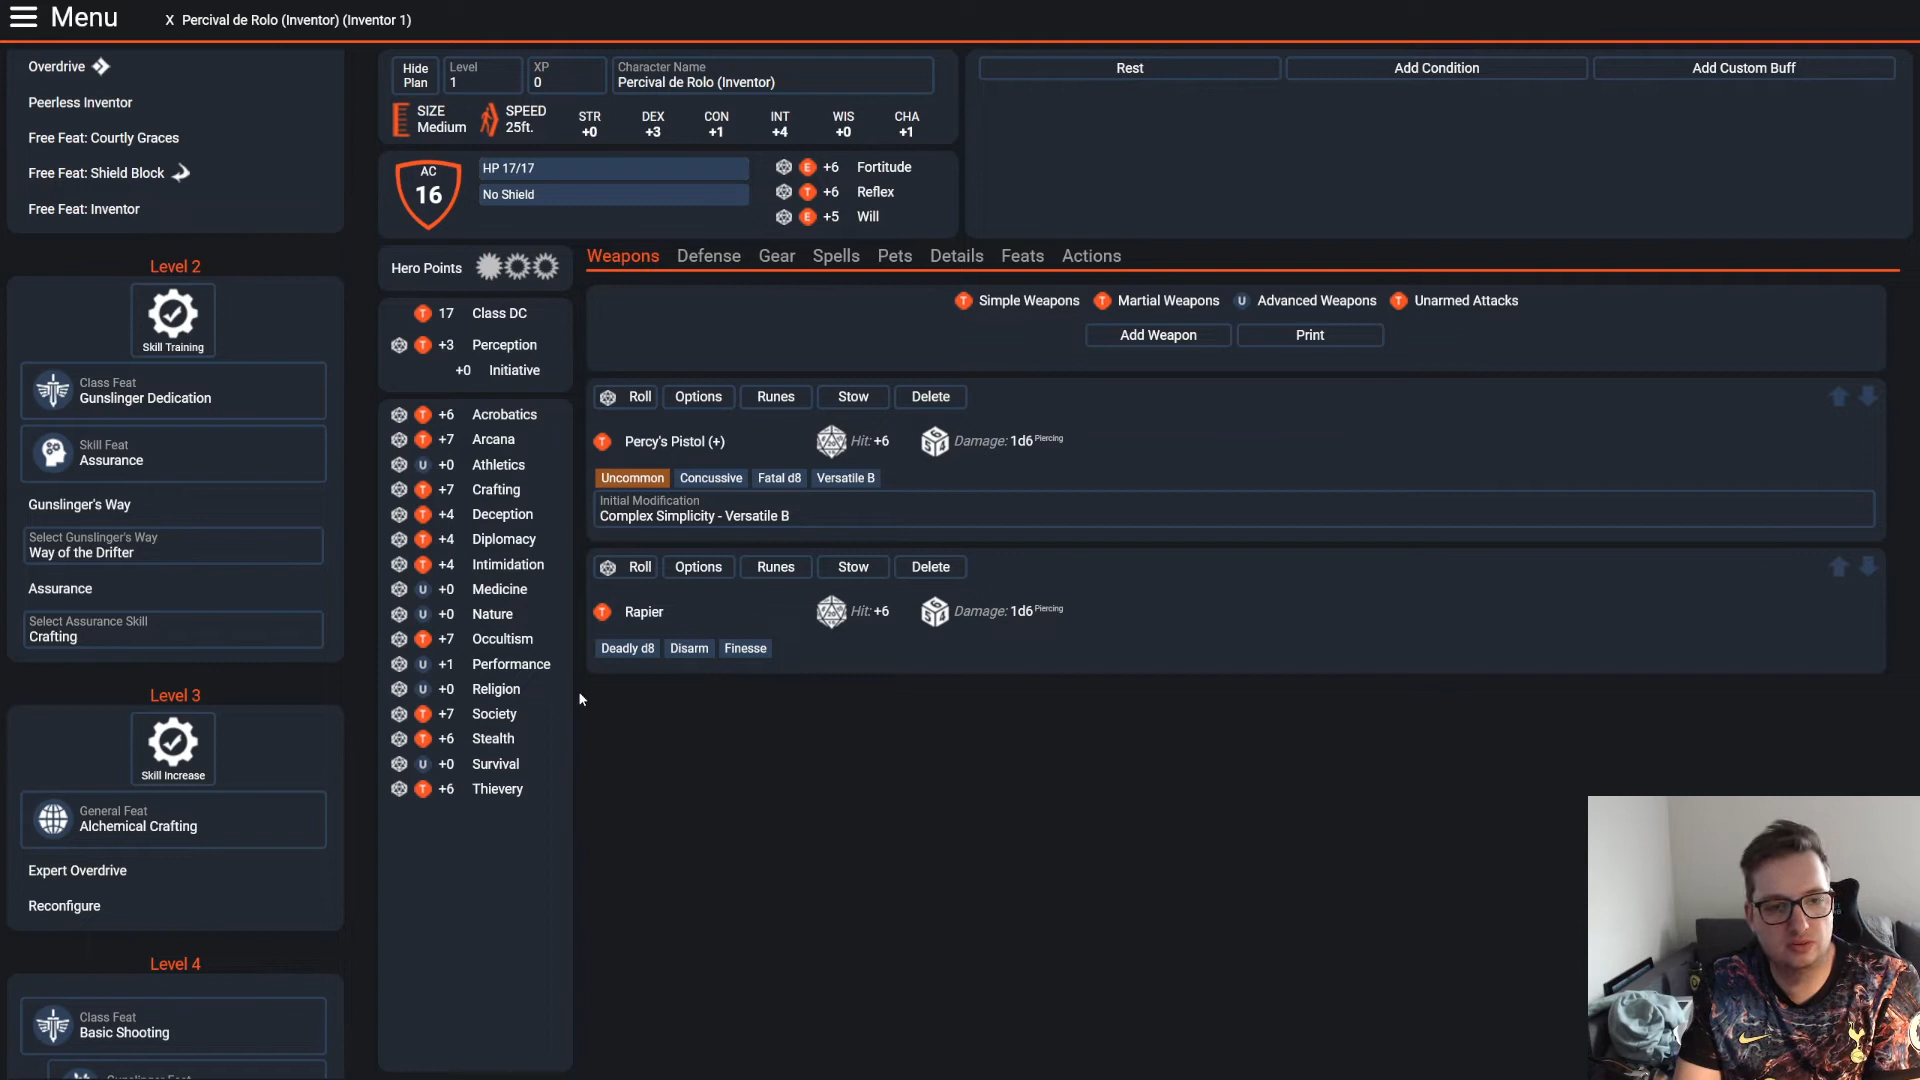 Menu
X Percival de Rolo (Inventor) (Inventor 1)
Overdrive
Peerless Inventor
Free Feat: Courtly Graces
Free Feat: Shield Block
Free Feat: Inventor
Level 2
Skill Training
Class Feat
Gunslinger Dedication
Skill Feat
Assurance
Gunslinger's Way
Select Gunslinger's Way
Way of the Drifter
Assurance
Select Assurance Skill
Crafting
Level 3
Skill Increase
General Feat
Alchemical Crafting
Expert Overdrive
Reconfigure
Level 4
Class Feat
Basic Shooting
Hide Plan
Level
1
XP
0
Character Name
Percival de Rolo (Inventor)
SIZE
Medium
SPEED
25ft.
STR DEX CON INT WIS CHA
+0 +3 +1 +4 +0 +1
AC
16
HP 17/17
No Shield
E +6 Fortitude
T +6 Reflex
E +5 Will
Rest
Add Condition
Add Custom Buff
Hero Points
T 17 Class DC
T +3 Perception
+0 Initiative
T +6 Acrobatics
T +7 Arcana
U +0 Athletics
T +7 Crafting
T +4 Deception
T +4 Diplomacy
T +4 Intimidation
U +0 Medicine
U +0 Nature
T +7 Occultism
U +1 Performance
U +0 Religion
T +7 Society
T +6 Stealth
U +0 Survival
T +6 Thievery
Weapons Defense Gear Spells Pets Details Feats Actions
T Simple Weapons T Martial Weapons U Advanced Weapons T Unarmed Attacks
Add Weapon Print
Roll Options Runes Stow Delete
T Percy's Pistol (+) Hit: +6 Damage: 1d6 Piercing
Uncommon Concussive Fatal d8 Versatile B
Initial Modification
Complex Simplicity - Versatile B
Roll Options Runes Stow Delete
T Rapier Hit: +6 Damage: 1d6 Piercing
Deadly d8 Disarm Finesse